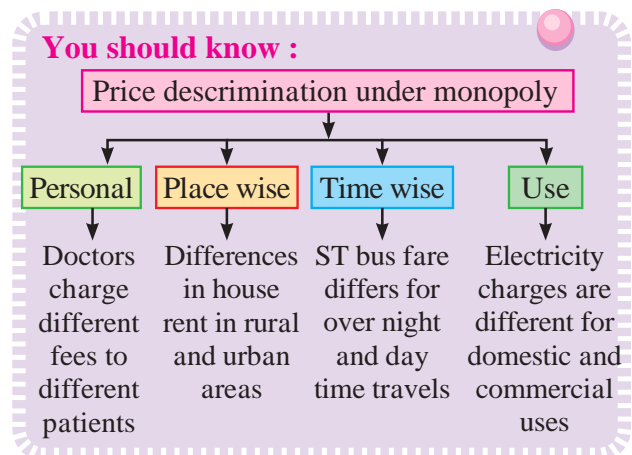 You should know :
Price descrimination under monopoly
Personal
Doctors
charge
different
fees to
different
patients
Place wise
Differences
in house
rent in rural
and urban
areas
Time wise
ST bus fare
differs for
over night
and day
time travels
Use
Electricity
charges are
different for
domestic and
commercial
uses